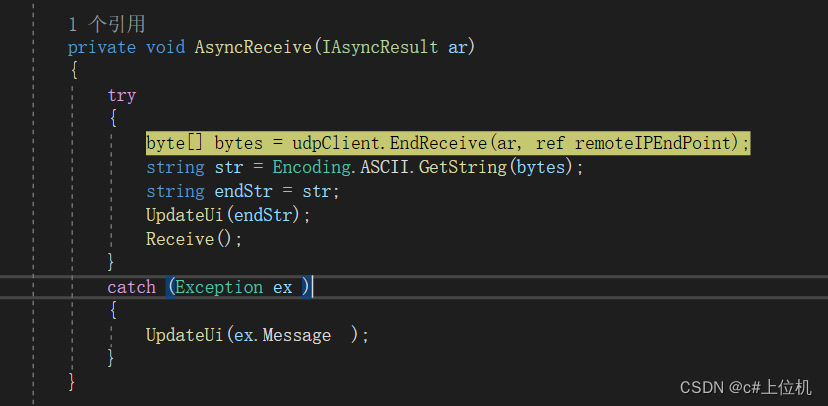 1 个引用
private void AsyncReceive(IAsyncResult ar)
{
try
{
byte[] bytes = udpClient.EndReceive(ar, ref remoteIPEndPoint);
string str = Encoding.ASCII.GetString(bytes);
string endStr = str;
UpdateUi(endStr);
Receive();
}
catch (Exception ex )
{
UpdateUi(ex.Message  );
}
}
CSDN @c#上位机